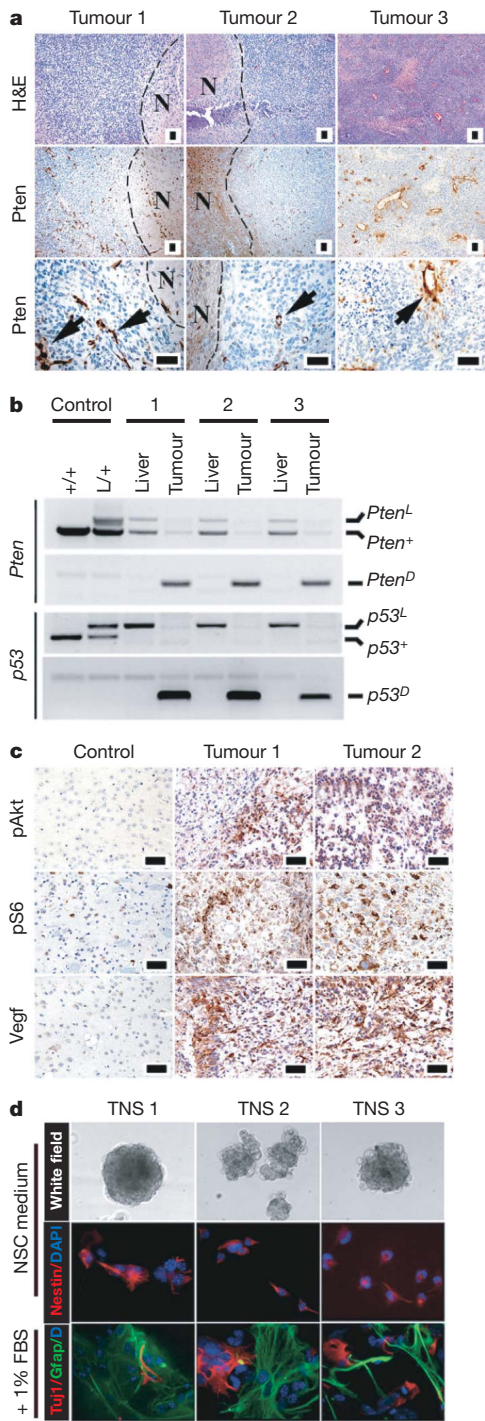 a
Tumour 1 Tumour 2 Tumour 3
H&E
N N
Pten
N N
Pten
N N
b
Control 1 2 3
+/+ L/+ Liver Tumour Liver Tumour Liver Tumour
Pten
Pten^L
Pten^+
Pten^D
p53
p53^L
p53^+
p53^D
c
Control Tumour 1 Tumour 2
pAkt
pS6
Vegf
d
TNS 1 TNS 2 TNS 3
NSC medium
White field
Nestin/DAPI
+ 1% FBS
Tuj1/Gfap/D